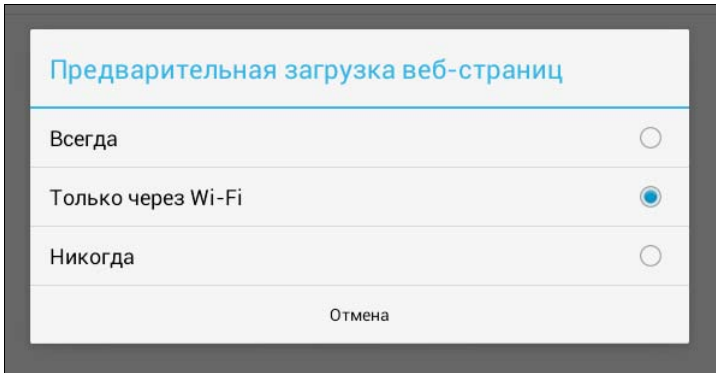 Предварительная загрузка веб-страниц
Всегда
Только через Wi-Fi
Никогда
Отмена